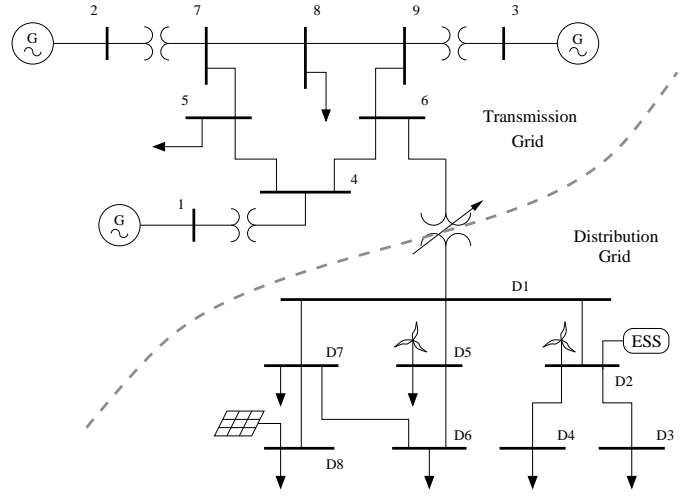 2
7
8
9
3
G
G
5
6
Transmission
Grid
4
1
G
Distribution
Grid
D1
D7
D5
ESS
D2
D6
D4
D3
D8